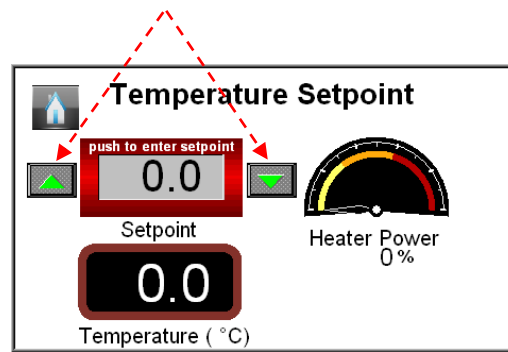 Temperature Setpoint
push to enter setpoint
0.0
Setpoint
Heater Power
0%
0.0
Temperature ( °C)